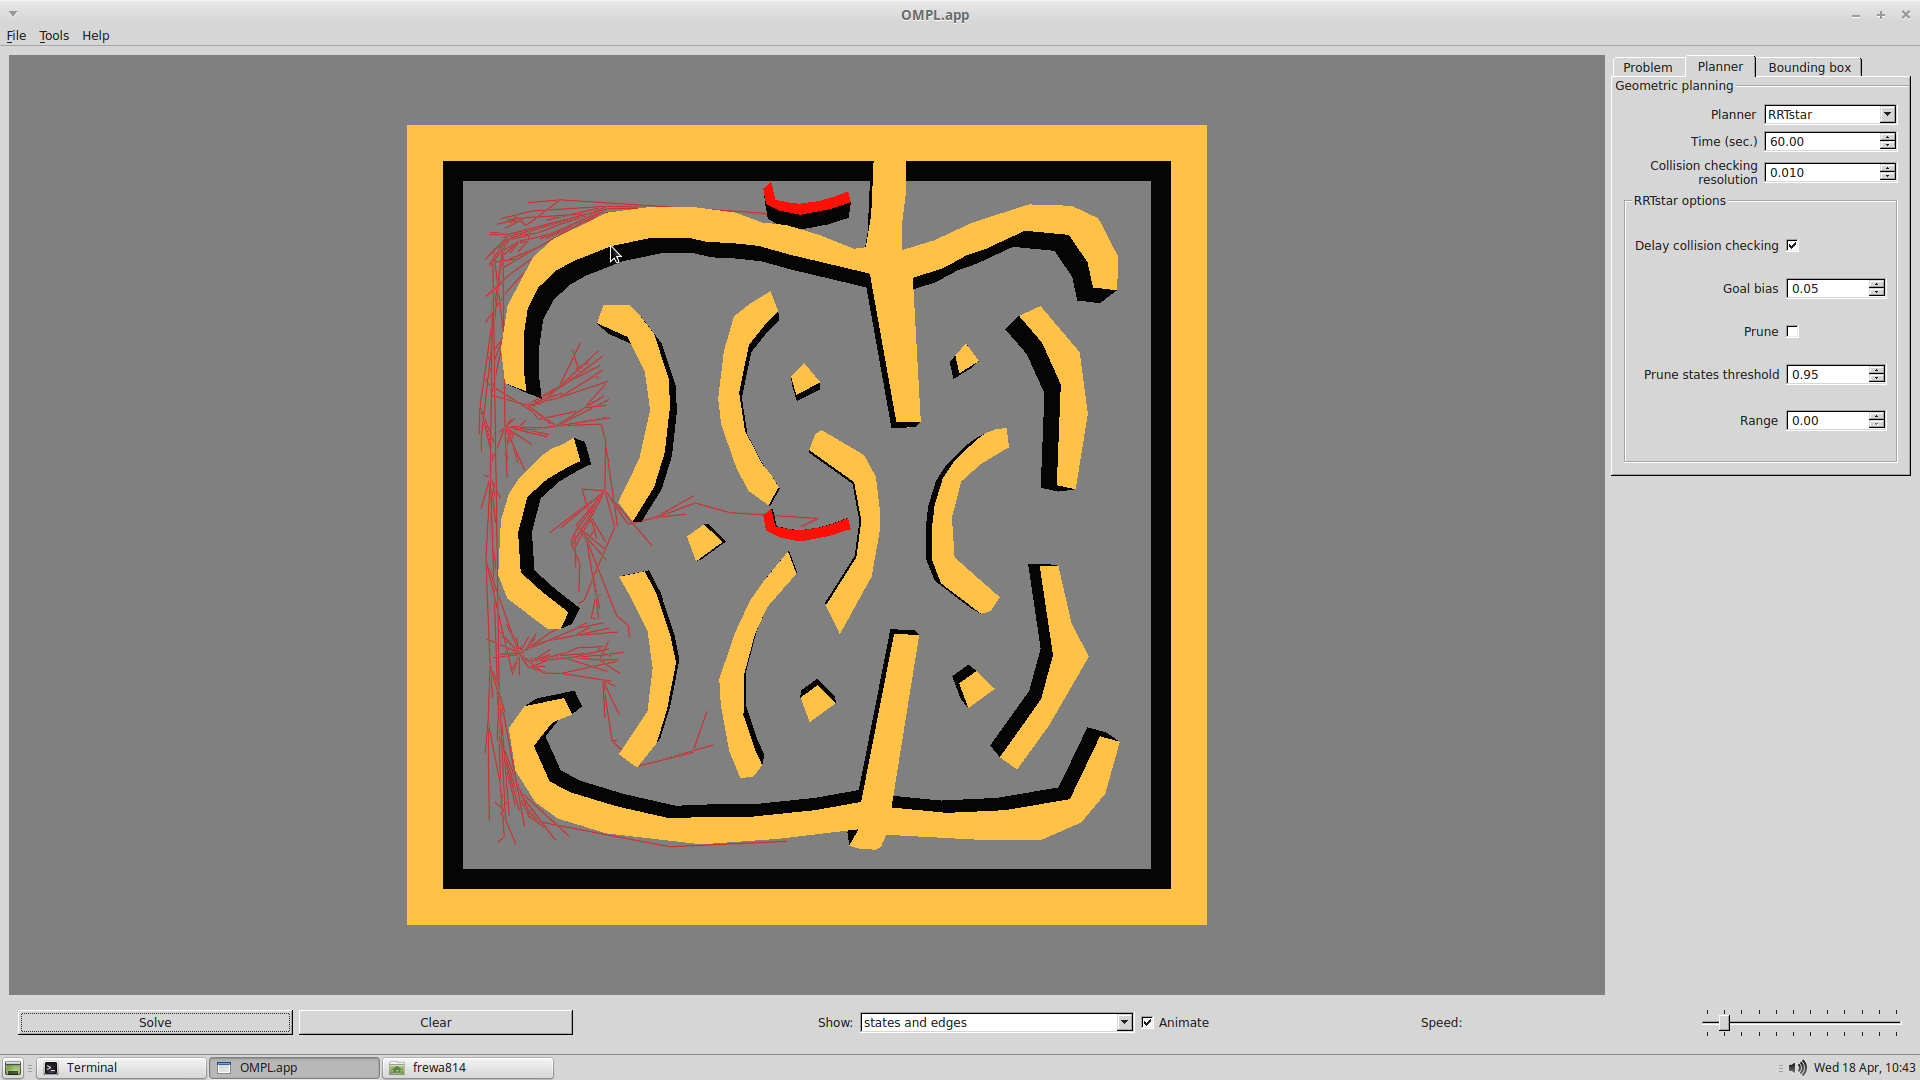 OMPL.app
File Tools Help
Problem Planner Bounding box
Geometric planning
Planner RRTstar
Time (sec.) 60.00
Collision checking
resolution 0.010
RRTstar options
Delay collision checking
Goal bias 0.05
Prune
Prune states threshold 0.95
Range 0.00
Solve Clear Show: states and edges Animate Speed:
Terminal OMPL.app frewa814 Wed 18 Apr, 10:43